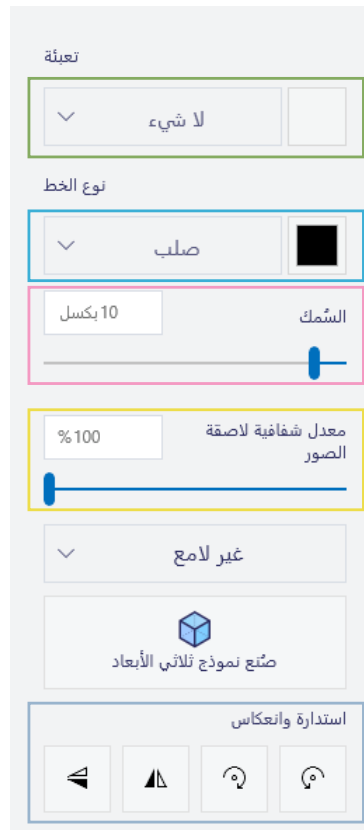 تعبئة
لا شيء
نوع الخط
صلب
السُمك
10 بكسل
معدل شفافية لاصقة
الصور
%100
غير لامع
صُنع نموذج ثلاثي الأبعاد
استدارة وانعكاس